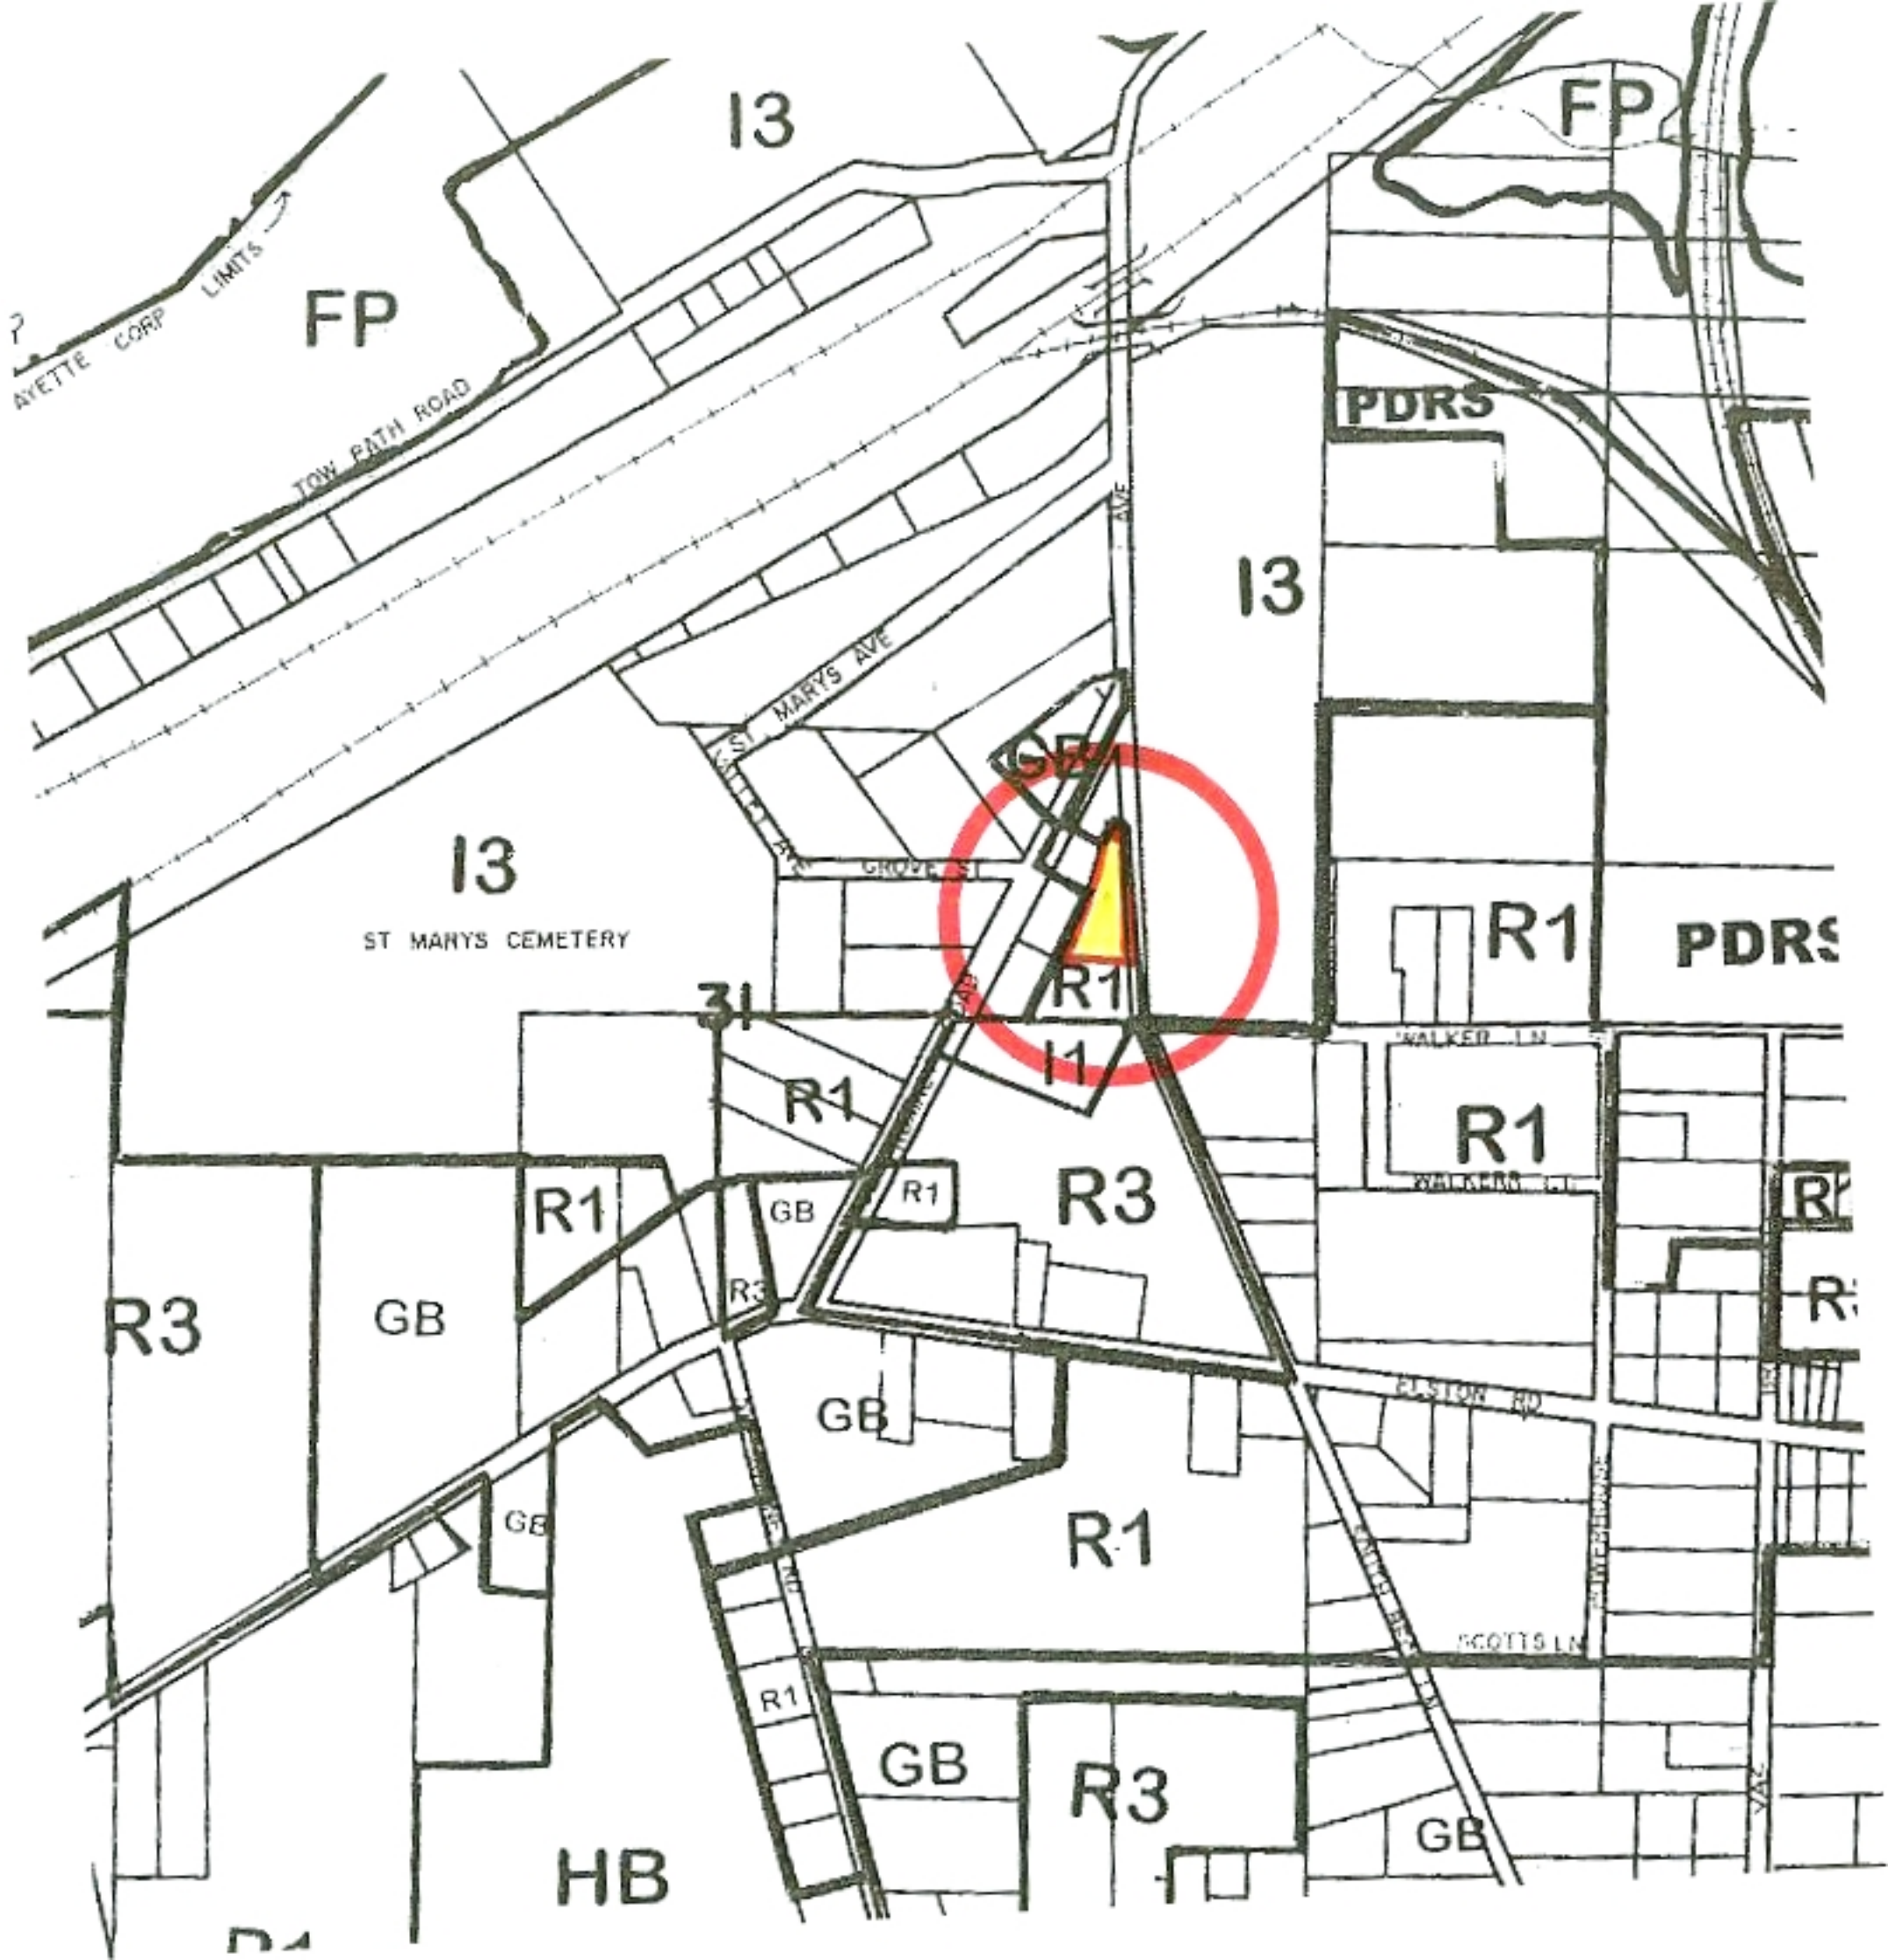 I3
FP
LIMITS
FP
AYETTE CORP
TOW PATH ROAD
PDRS
AVE
I3
ST MARYS AVE
GB
I3
GROVE ST
ST MARYS CEMETERY
R1
PDRS
R1
31
WALKER LN
I1
R1
R1
R3
R1
GB
R1
R3
R3
GB
ELSTON RD
GB
GB
R1
SCOTTS LN
R1
GB
R3
GB
HB
R1